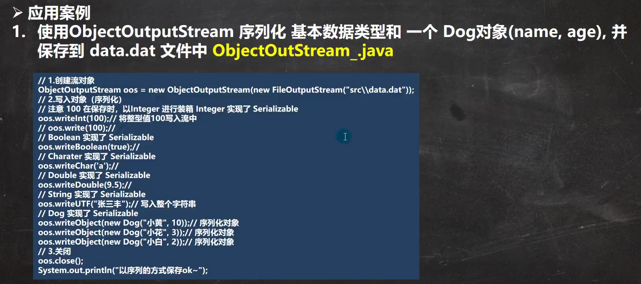 ➢ 应用案例
1. 使用ObjectOutputStream 序列化 基本数据类型和 一个 Dog对象(name, age), 并
保存到 data.dat 文件中 ObjectOutStream_.java
// 1.创建流对象
ObjectOutputStream oos = new ObjectOutputStream(new FileOutputStream("src\\data.dat"));
// 2.写入对象（序列化）
// 注意 100 在保存时，以Integer 进行装箱 Integer 实现了 Serializable
oos.writeInt(100);// 将整型值100写入流中
// oos.write(100);//
// Boolean 实现了 Serializable
oos.writeBoolean(true);//
// Charater 实现了 Serializable
oos.writeChar('a');//
// Double 实现了 Serializable
oos.writeDouble(9.5);//
// String 实现了 Serializable
oos.writeUTF("张三丰");// 写入整个字符串
// Dog 实现了 Serializable
oos.writeObject(new Dog("小黄", 10));// 序列化对象
oos.writeObject(new Dog("小花", 3));// 序列化对象
oos.writeObject(new Dog("小白", 2));// 序列化对象
// 3.关闭
oos.close();
System.out.println("以序列的方式保存ok~");